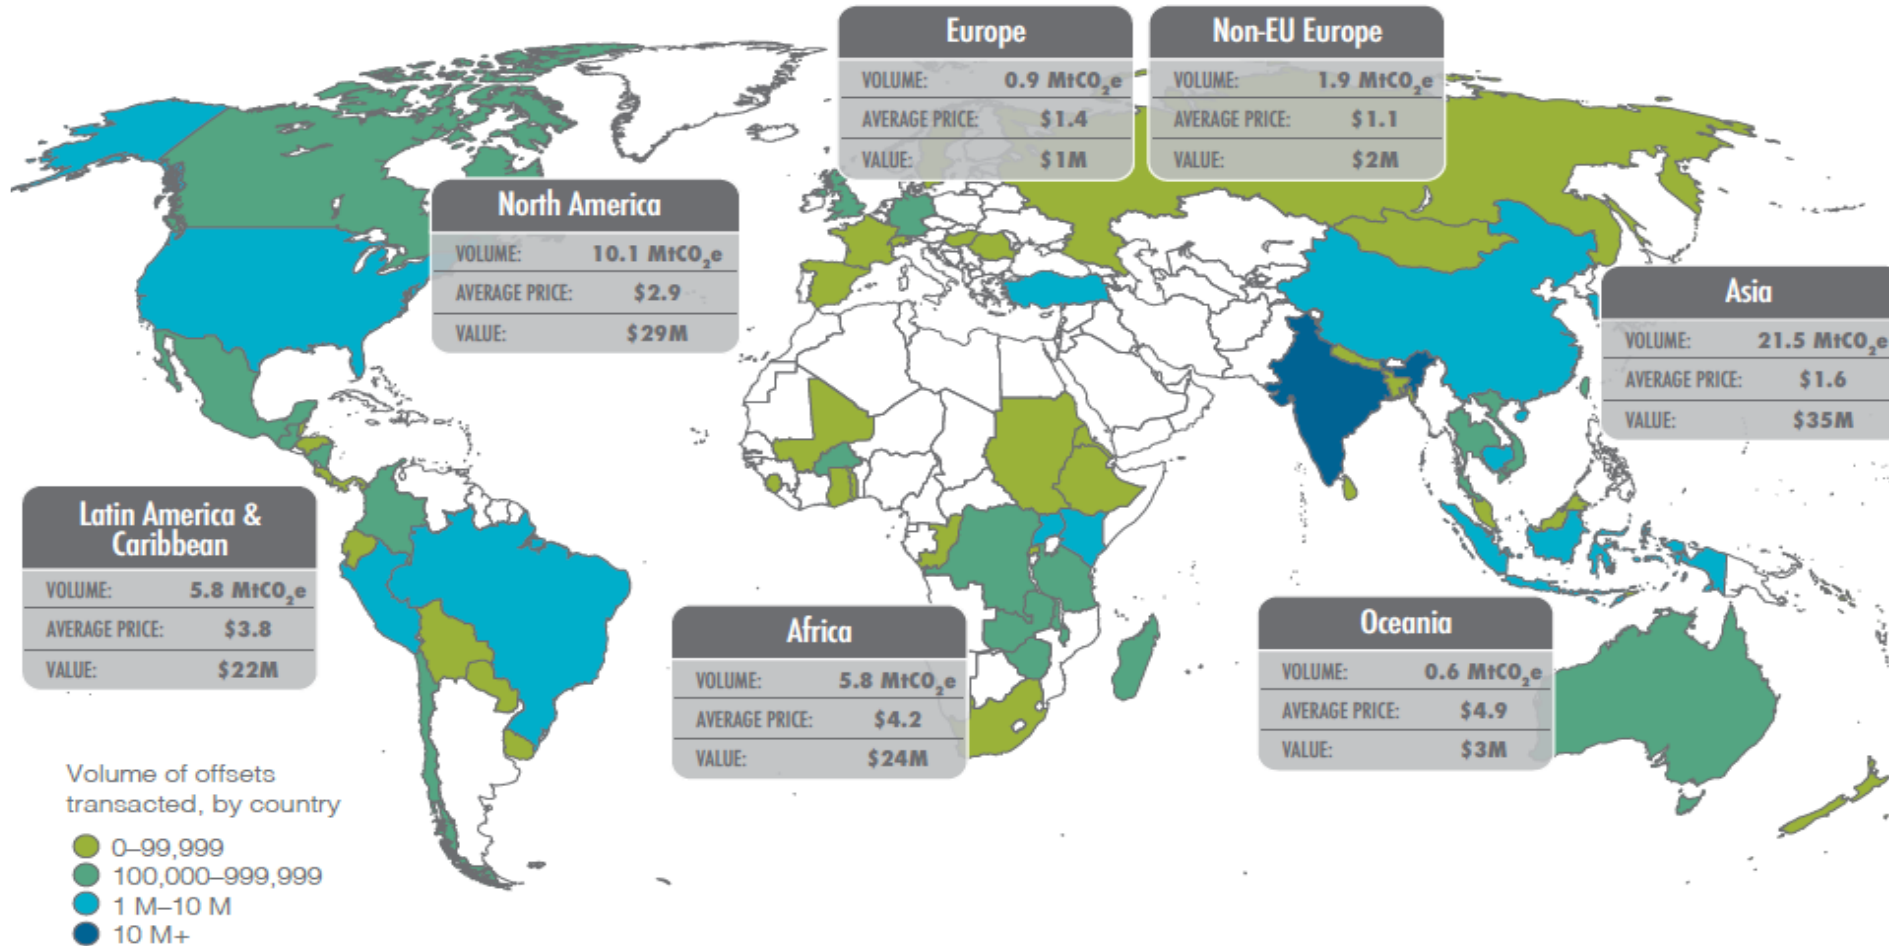 Europe
VOLUME: 0.9 MtCO₂e
AVERAGE PRICE: $1.4
VALUE: $1M
Non-EU Europe
VOLUME: 1.9 MtCO₂e
AVERAGE PRICE: $1.1
VALUE: $2M
North America
VOLUME: 10.1 MtCO₂e
AVERAGE PRICE: $2.9
VALUE: $29M
Asia
VOLUME: 21.5 MtCO₂e
AVERAGE PRICE: $1.6
VALUE: $35M
Latin America &
Caribbean
VOLUME: 5.8 MtCO₂e
AVERAGE PRICE: $3.8
VALUE: $22M
Africa
VOLUME: 5.8 MtCO₂e
AVERAGE PRICE: $4.2
VALUE: $24M
Oceania
VOLUME: 0.6 MtCO₂e
AVERAGE PRICE: $4.9
VALUE: $3M
Volume of offsets
transacted, by country
0–99,999
100,000–999,999
1 M–10 M
10 M+